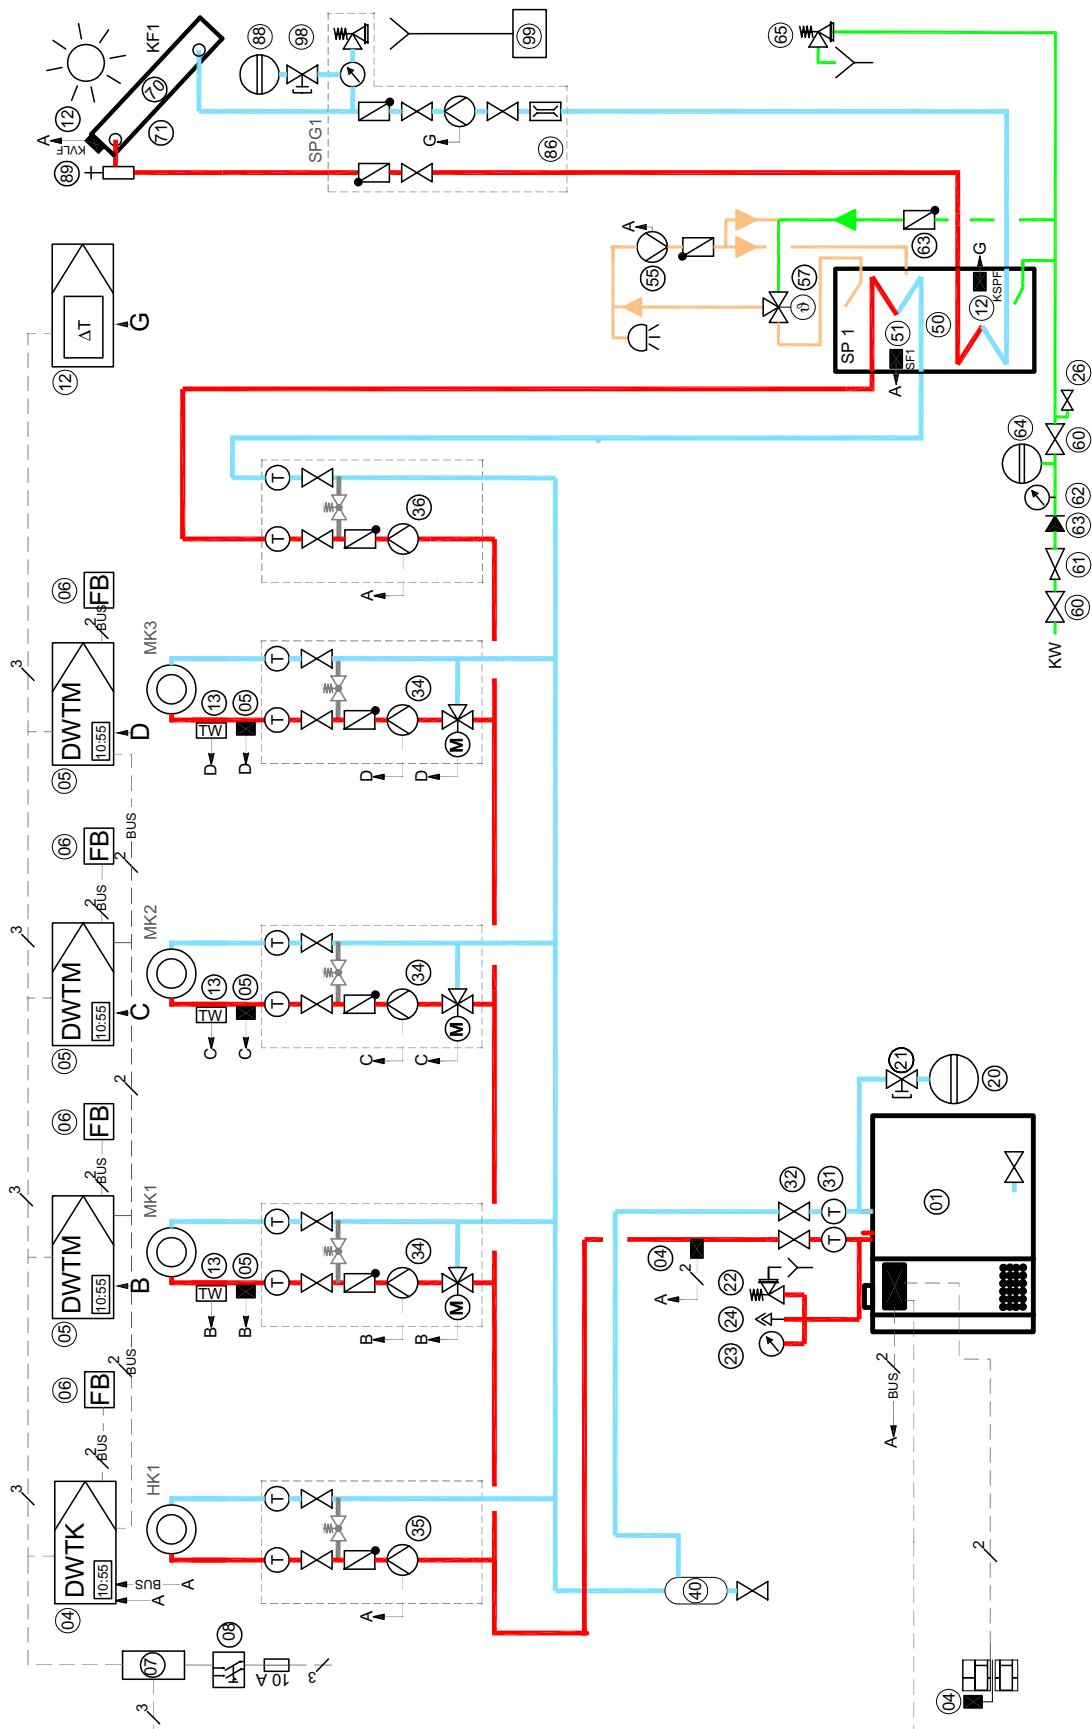 3
07
04
DWTK
10:55
A
BUS
A
08
10 A
3
3
06
FB
2
BUS
2
BUS
HK1
05
DWTM
10:55
B
3
06
FB
2
BUS
2
MK1
05
DWTM
10:55
C
3
06
FB
2
BUS
2
BUS
MK2
05
DWTM
10:55
D
3
06
FB
2
BUS
MK3
12
ΔT
G
89
A
12
KVLF
71
70
KF1
13
TW
05
B
B
13
TW
05
C
C
13
TW
05
D
D
T
T
T
T
T
T
T
T
T
T
A
35
B
B
34
M
C
C
34
M
D
D
34
M
A
36
88
98
SPG1
G
86
99
A
55
57
ϑ
63
65
SP 1
51
SF1
A
50
12
KSPF
G
40
A
2
04
22
24
23
32
31
T
T
01
21
20
A
BUS
2
2
04
KW
60
61
63
62
64
60
26